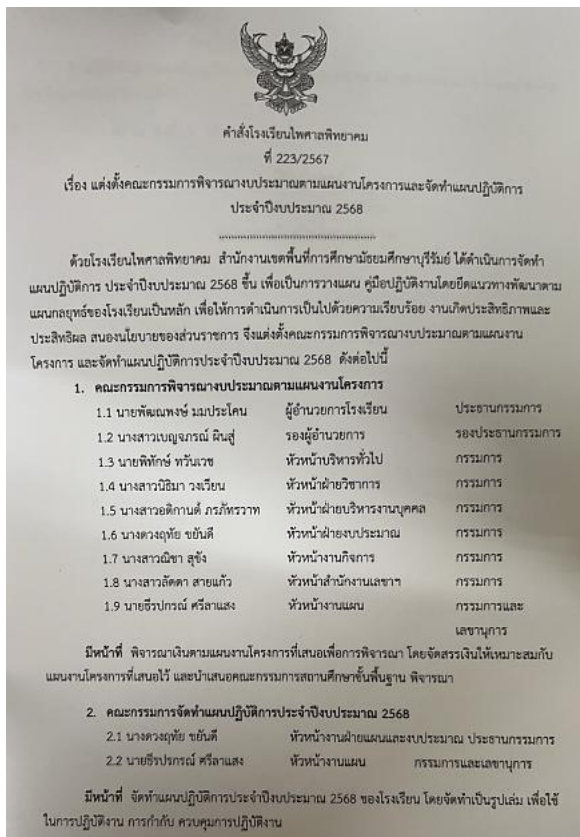 คำสั่งโรงเรียนไพศาลพิทยาคม
ที่ 223/2567
เรื่อง แต่งตั้งคณะกรรมการพิจารณางบประมาณตามแผนงานโครงการและจัดทำแผนปฏิบัติการ
ประจำปีงบประมาณ 2568
ด้วยโรงเรียนไพศาลพิทยาคม สำนักงานเขตพื้นที่การศึกษามัธยมศึกษาบุรีรัมย์ ได้ดำเนินการจัดทำ
แผนปฏิบัติการ ประจำปีงบประมาณ 2568 ขึ้น เพื่อเป็นการวางแผน คู่มือปฏิบัติงานโดยยึดแนวทางพัฒนาตาม
แผนกลยุทธ์ของโรงเรียนเป็นหลัก เพื่อให้การดำเนินการเป็นไปด้วยความเรียบร้อย งานเกิดประสิทธิภาพและ
ประสิทธิผล สนองนโยบายของส่วนราชการ จึงแต่งตั้งคณะกรรมการพิจารณางบประมาณตามแผนงาน
โครงการ และจัดทำแผนปฏิบัติการประจำปีงบประมาณ 2568 ดังต่อไปนี้
1. คณะกรรมการพิจารณางบประมาณตามแผนงานโครงการ
1.1 นายพัฒณพงษ์ มมประโคน ผู้อำนวยการโรงเรียน ประธานกรรมการ
1.2 นางสาวเบญจภรณ์ ผินสู่ รองผู้อำนวยการ รองประธานกรรมการ
1.3 นายพิทักษ์ ทวันเวช หัวหน้าบริหารทั่วไป กรรมการ
1.4 นางสาวนิธิมา วงเวียน หัวหน้าฝ่ายวิชาการ กรรมการ
1.5 นางสาวอติกานต์ ภรภัทรวาท หัวหน้าฝ่ายบริหารงานบุคคล กรรมการ
1.6 นางดวงฤทัย ขยันดี หัวหน้าฝ่ายงบประมาณ กรรมการ
1.7 นางสาวณิชา สุขัง หัวหน้างานกิจการ กรรมการ
1.8 นางสาวลัดดา สายแก้ว หัวหน้าสำนักงานเลขาฯ กรรมการ
1.9 นายธีรปกรณ์ ศรีลาแสง หัวหน้างานแผน กรรมการและ
เลขานุการ
มีหน้าที่ พิจารณาเงินตามแผนงานโครงการที่เสนอเพื่อการพิจารณา โดยจัดสรรเงินให้เหมาะสมกับ
แผนงานโครงการที่เสนอไว้ และนำเสนอคณะกรรมการสถานศึกษาขั้นพื้นฐาน พิจารณา
2. คณะกรรมการจัดทำแผนปฏิบัติการประจำปีงบประมาณ 2568
2.1 นางดวงฤทัย ขยันดี หัวหน้างานฝ่ายแผนและงบประมาณ ประธานกรรมการ
2.2 นายธีรปรกรณ์ ศรีลาแสง หัวหน้างานแผน กรรมการและเลขานุการ
มีหน้าที่ จัดทำแผนปฏิบัติการประจำปีงบประมาณ 2568 ของโรงเรียน โดยจัดทำเป็นรูปเล่ม เพื่อใช้
ในการปฏิบัติงาน การกำกับ ควบคุมการปฏิบัติงาน